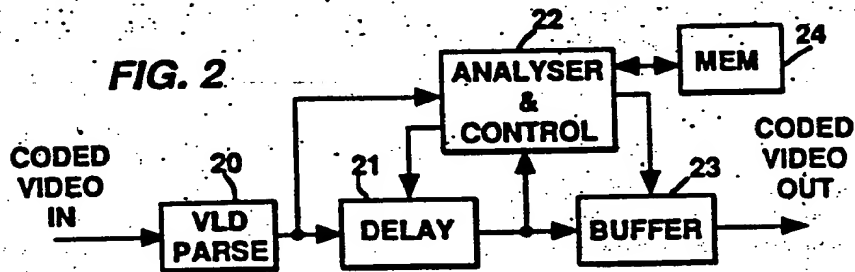 FIG. 2
22
ANALYSER
&
CONTROL
MEM
24
CODED
VIDEO
IN
20
VLD
PARSE
21
DELAY
23
BUFFER
CODED
VIDEO
OUT